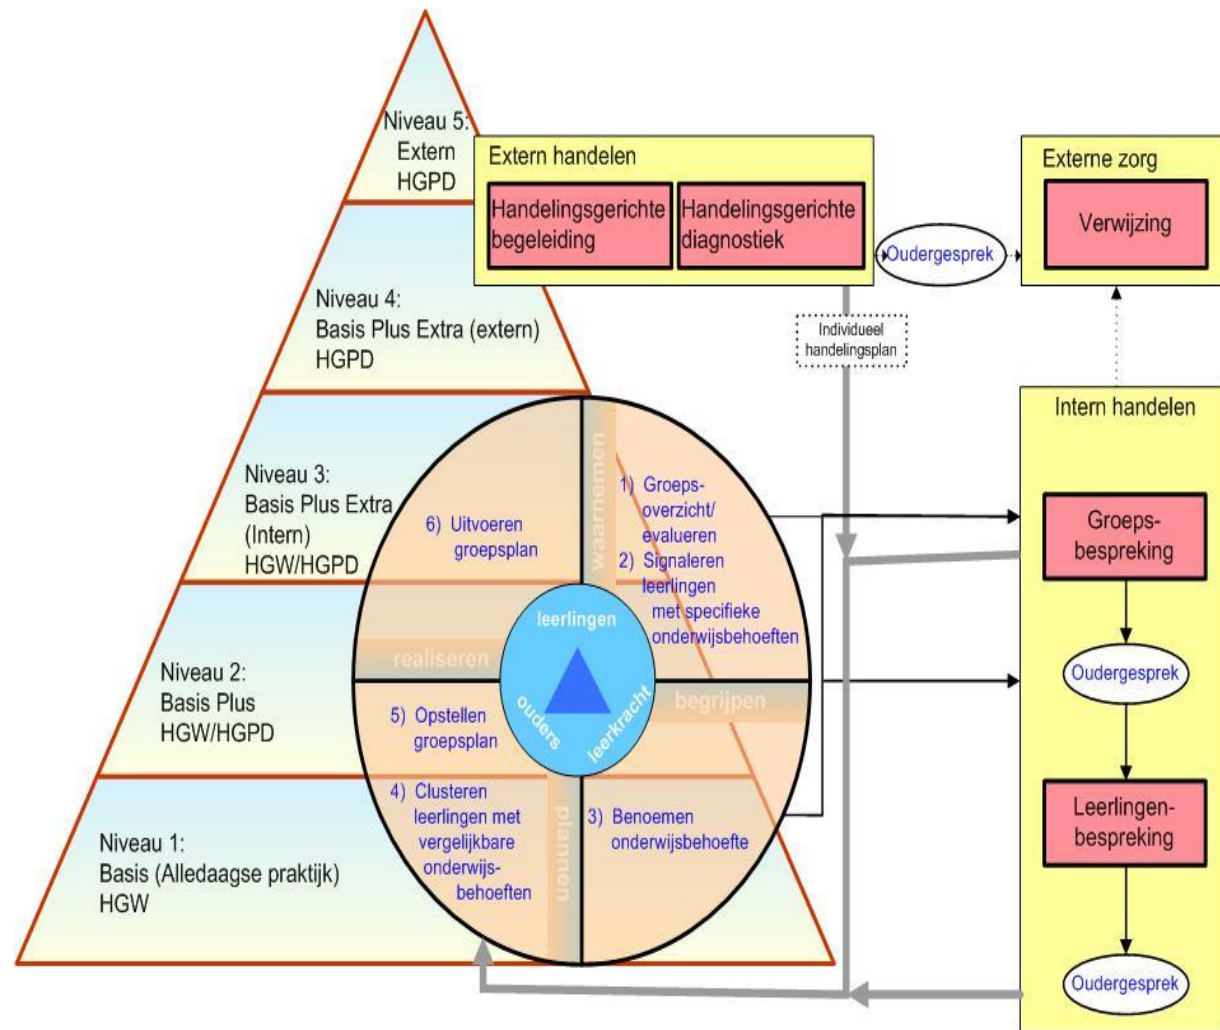 Niveau 5:
Extern
HGPD
Extern handelen
Handelingsgerichte
begeleiding
Handelingsgerichte
diagnostiek
Oudergesprek
Externe zorg
Verwijzing
Niveau 4:
Basis Plus Extra (extern)
HGPD
Individueel
handelingsplan
Niveau 3:
Basis Plus Extra
(Intern)
HGW/HGPD
Niveau 2:
Basis Plus
HGW/HGPD
Niveau 1:
Basis (Alledaagse praktijk)
HGW
waarnemen
1) Groeps-
overzicht/
evalueren
2) Signaleren
leerlingen
met specifieke
onderwijsbehoeften
begrijpen
3) Benoemen
onderwijsbehoefte
plannen
4) Clusteren
leerlingen met
vergelijkbare
onderwijs-
behoeften
5) Opstellen
groepsplan
realiseren
6) Uitvoeren
groepsplan
leerlingen
ouders
leerkracht
Intern handelen
Groeps-
bespreking
Oudergesprek
Leerlingen-
bespreking
Oudergesprek